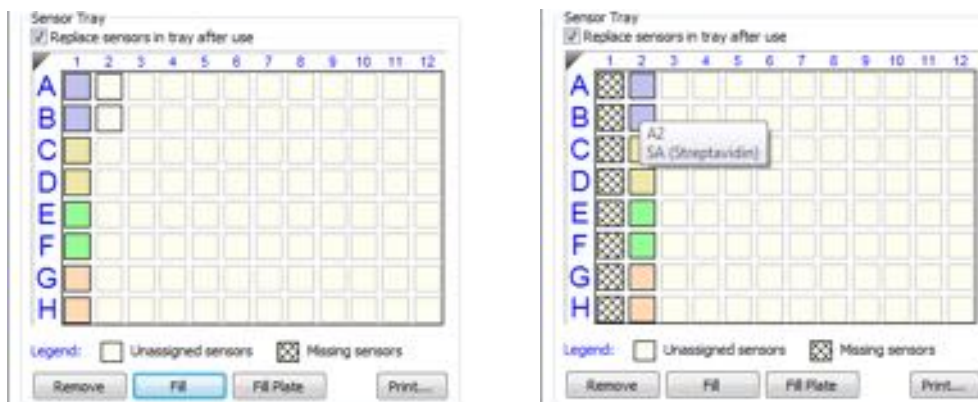 Sensor Tray
Replace sensors in tray after use
1 2 3 4 5 6 7 8 9 10 11 12
A
B
C
D
E
F
G
H
Legend: Unassigned sensors Missing sensors
Remove Fill Fill Plate Print...
Sensor Tray
Replace sensors in tray after use
1 2 3 4 5 6 7 8 9 10 11 12
A
B
A2
C
SA (Streptavidin)
D
E
F
G
H
Legend: Unassigned sensors Missing sensors
Remove Fill Fill Plate Print...